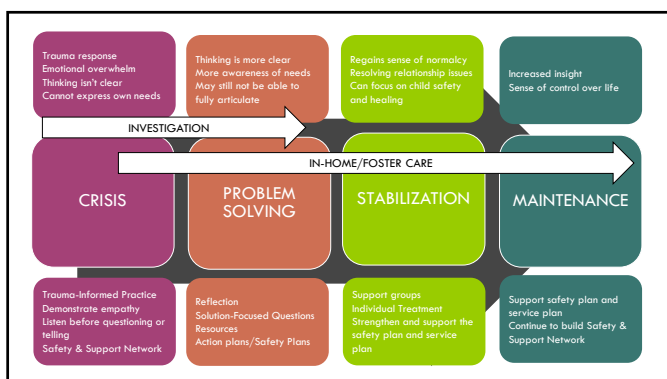 Trauma response
Emotional overwhelm
Thinking isn't clear
Cannot express own needs
Thinking is more clear
More awareness of needs
May still not be able to
fully articulate
Regains sense of normalcy
Resolving relationship issues
Can focus on child safety
and healing
Increased insight
Sense of control over life
INVESTIGATION
IN-HOME/FOSTER CARE
CRISIS
PROBLEM
SOLVING
STABILIZATION
MAINTENANCE
Trauma-Informed Practice
Demonstrate empathy
Listen before questioning or
telling
Safety & Support Network
Reflection
Solution-Focused Questions
Resources
Action plans/Safety Plans
Support groups
Individual Treatment
Strengthen and support the
safety plan and service
plan
Support safety plan and
service plan
Continue to build Safety &
Support Network